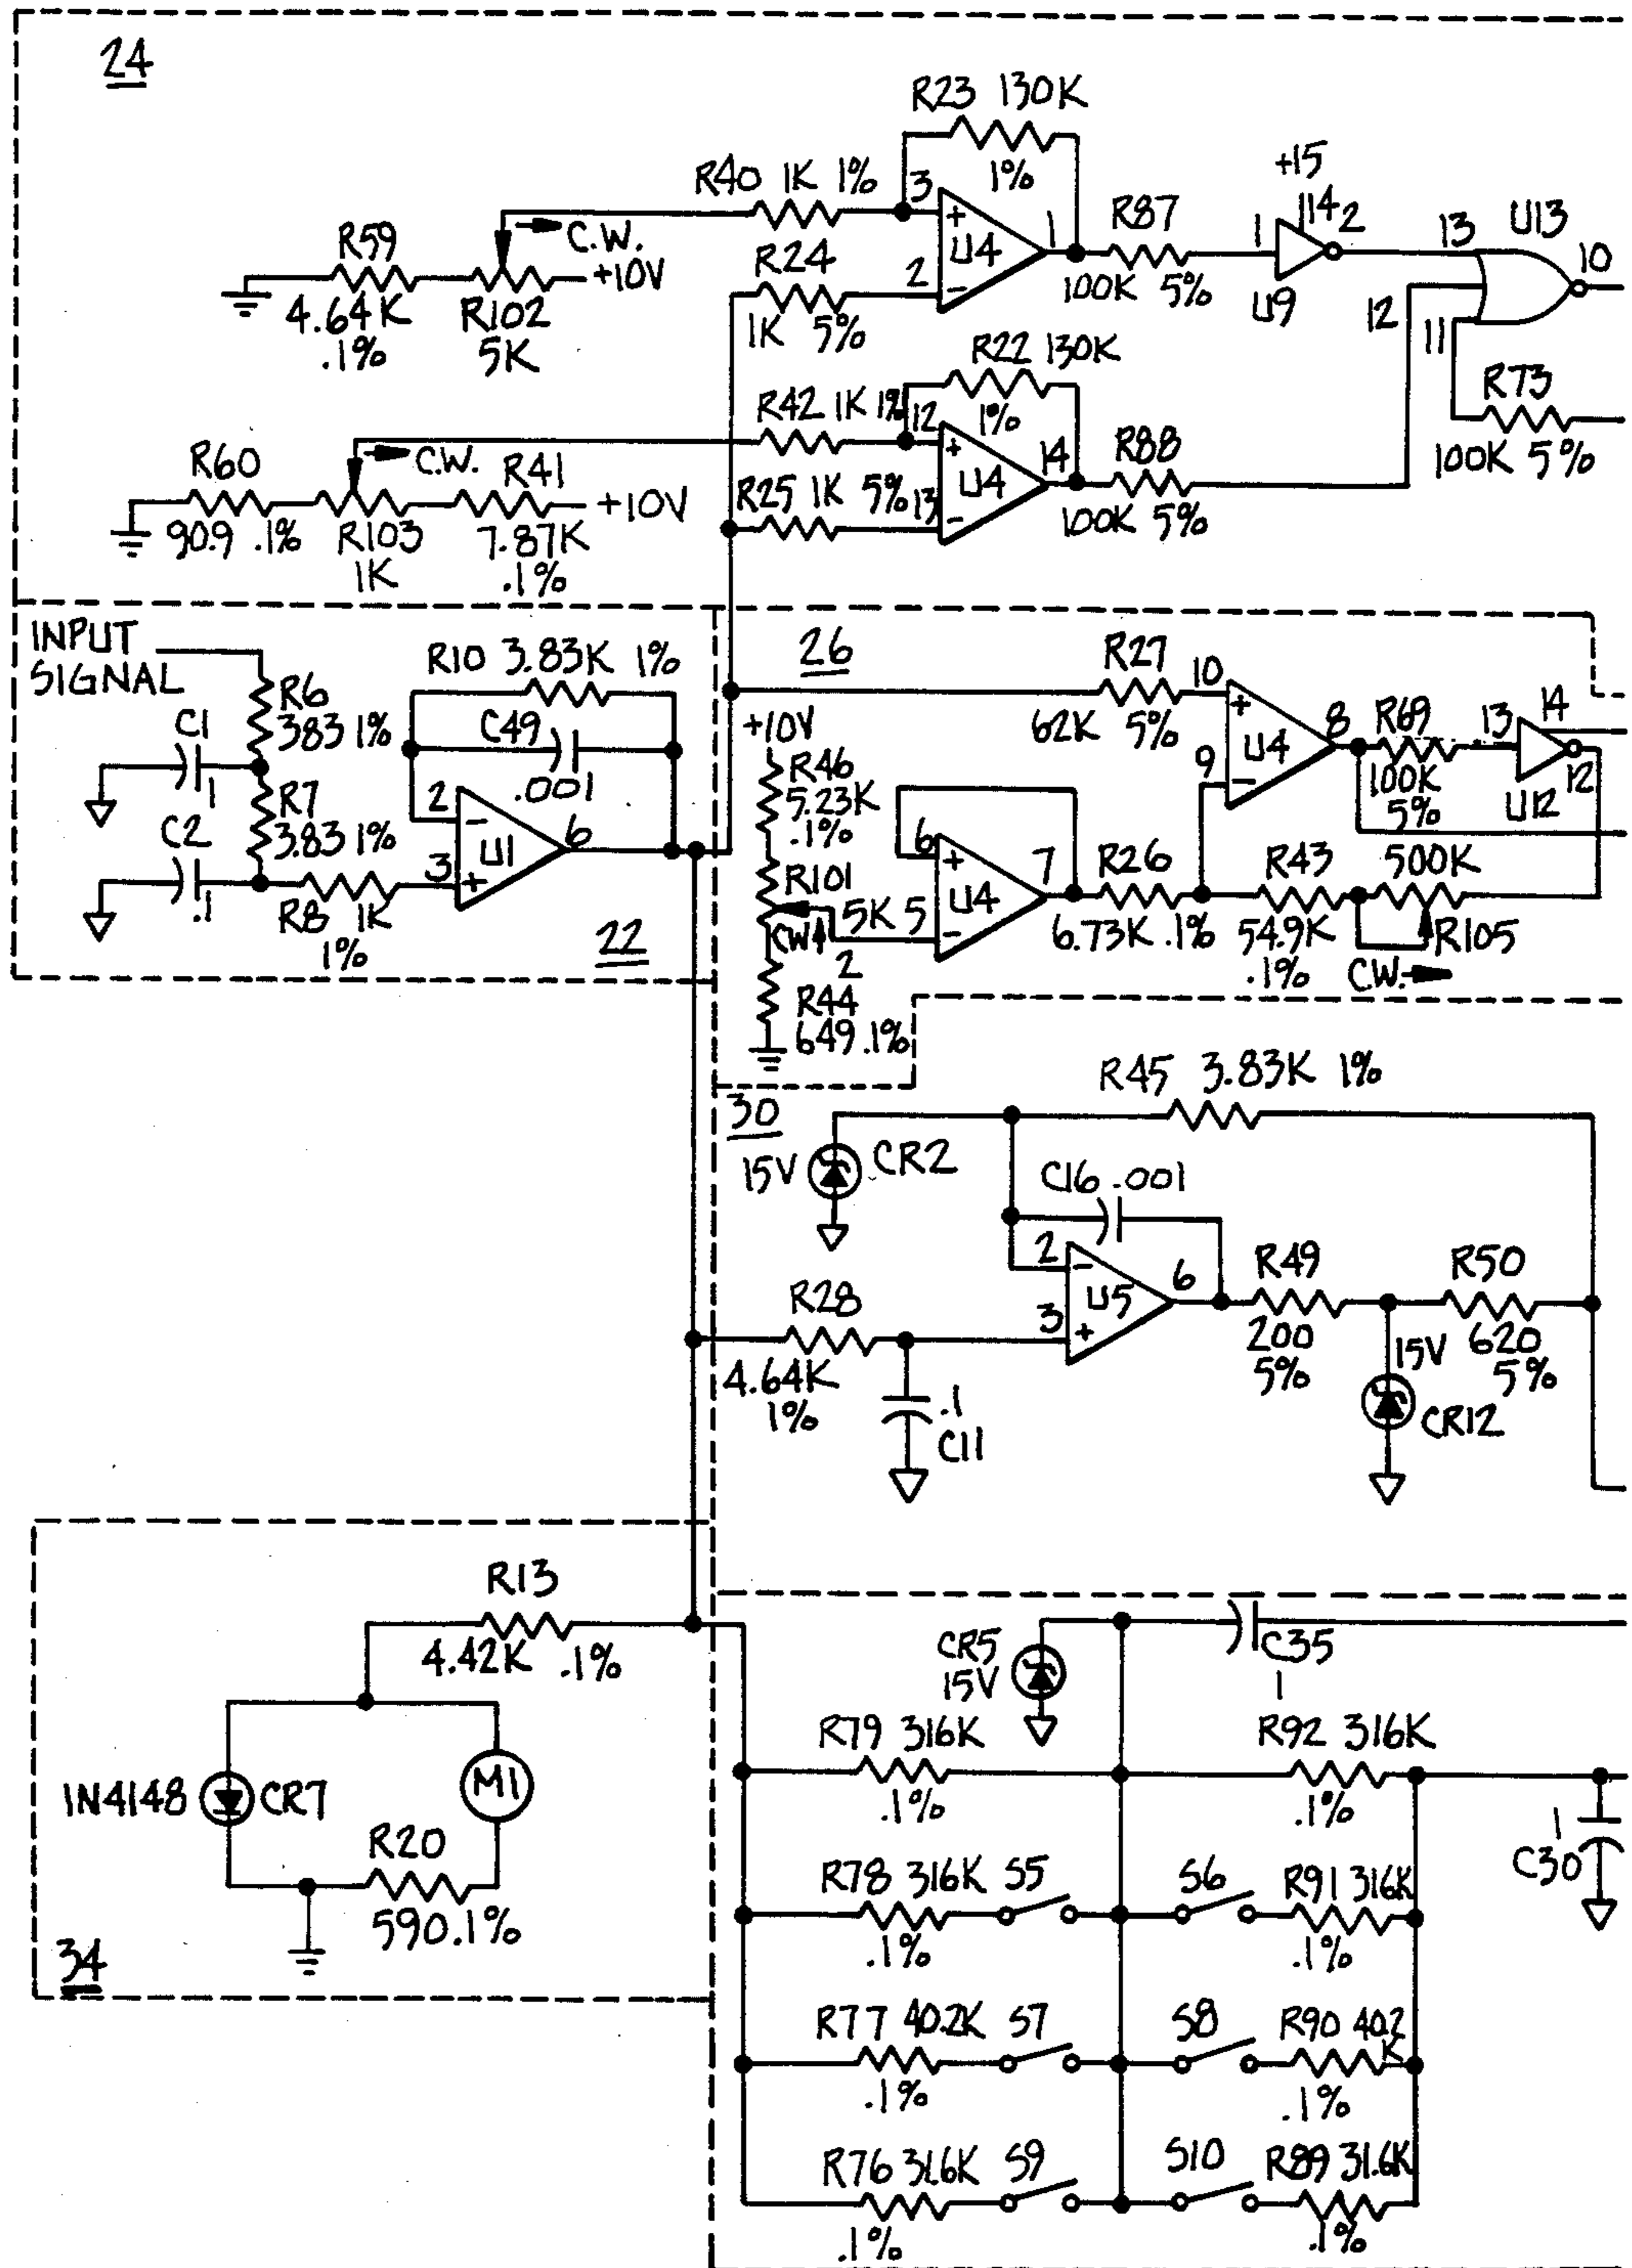 24
R23 130K
1%
R40 1K 1%
3
+
U4
1
2
-
→ C.W.
+10V
R59
4.64K
.1%
R102
5K
R24
1K 5%
R87
100K 5%
+15
14
1
2
U9
U13
13
12
11
10
R73
100K 5%
R22 130K
1%
R42 1K 1%
12
+
U4
14
13
-
R25 1K 5%
R88
100K 5%
→ C.W.
R60
90.9 .1%
R103
1K
R41
7.87K
.1%
+10V
INPUT
SIGNAL
R6
383 1%
C1
.1
R7
3.83 1%
C2
.1
R8 1K
1%
R10 3.83K 1%
C49
.001
2
-
U1
6
3
+
22
26
R27
62K 5%
10
+
U4
8
9
-
R69
100K
5%
13
14
U12
12
+10V
R46
5.23K
.1%
R101
5K
CW↑
2
R44
649 .1%
6
+
U4
7
5
-
R26
6.73K .1%
R43
54.9K
.1%
500K
R105
C.W.→
30
R45 3.83K 1%
15V
CR2
C16 .001
2
-
U5
6
3
+
R28
4.64K
1%
.1
C11
R49
200
5%
R50
620
5%
15V
CR12
R13
4.42K .1%
1N4148
CR7
M1
R20
590 .1%
34
CR5
15V
C35
1
R79 316K
.1%
R92 316K
.1%
1
C30
R78 316K S5
.1%
S6 R91 316K
.1%
R77 40.2K S7
.1%
S8 R90 40.2
K
.1%
R76 31.6K S9
.1%
S10 R89 31.6K
.1%